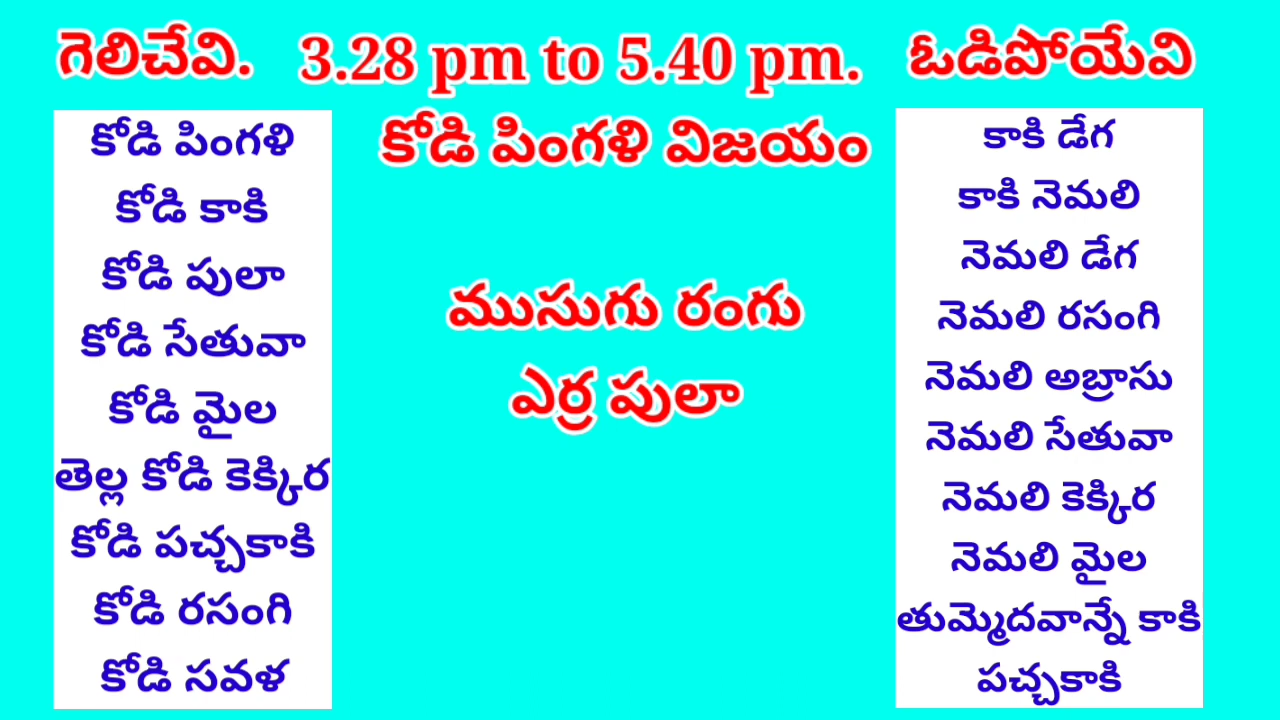 గెలిచేవి. 3.28 pm to 5.40 pm. ఓడిపోయేవి
కోడి పింగళి విజయం
ముసుగు రంగు
ఎర్ర పులా
కోడి పింగళి
కోడి కాకి
కోడి పులా
కోడి సేతువా
కోడి మైల
తెల్ల కోడి కెక్కిర
కోడి పచ్చకాకి
కోడి రసంగి
కోడి సవళ
కాకి డేగ
కాకి నెమలి
నెమలి డేగ
నెమలి రసంగి
నెమలి అబ్రాసు
నెమలి సేతువా
నెమలి కెక్కిర
నెమలి మైల
తుమ్మెదవాన్నే కాకి
పచ్చకాకి